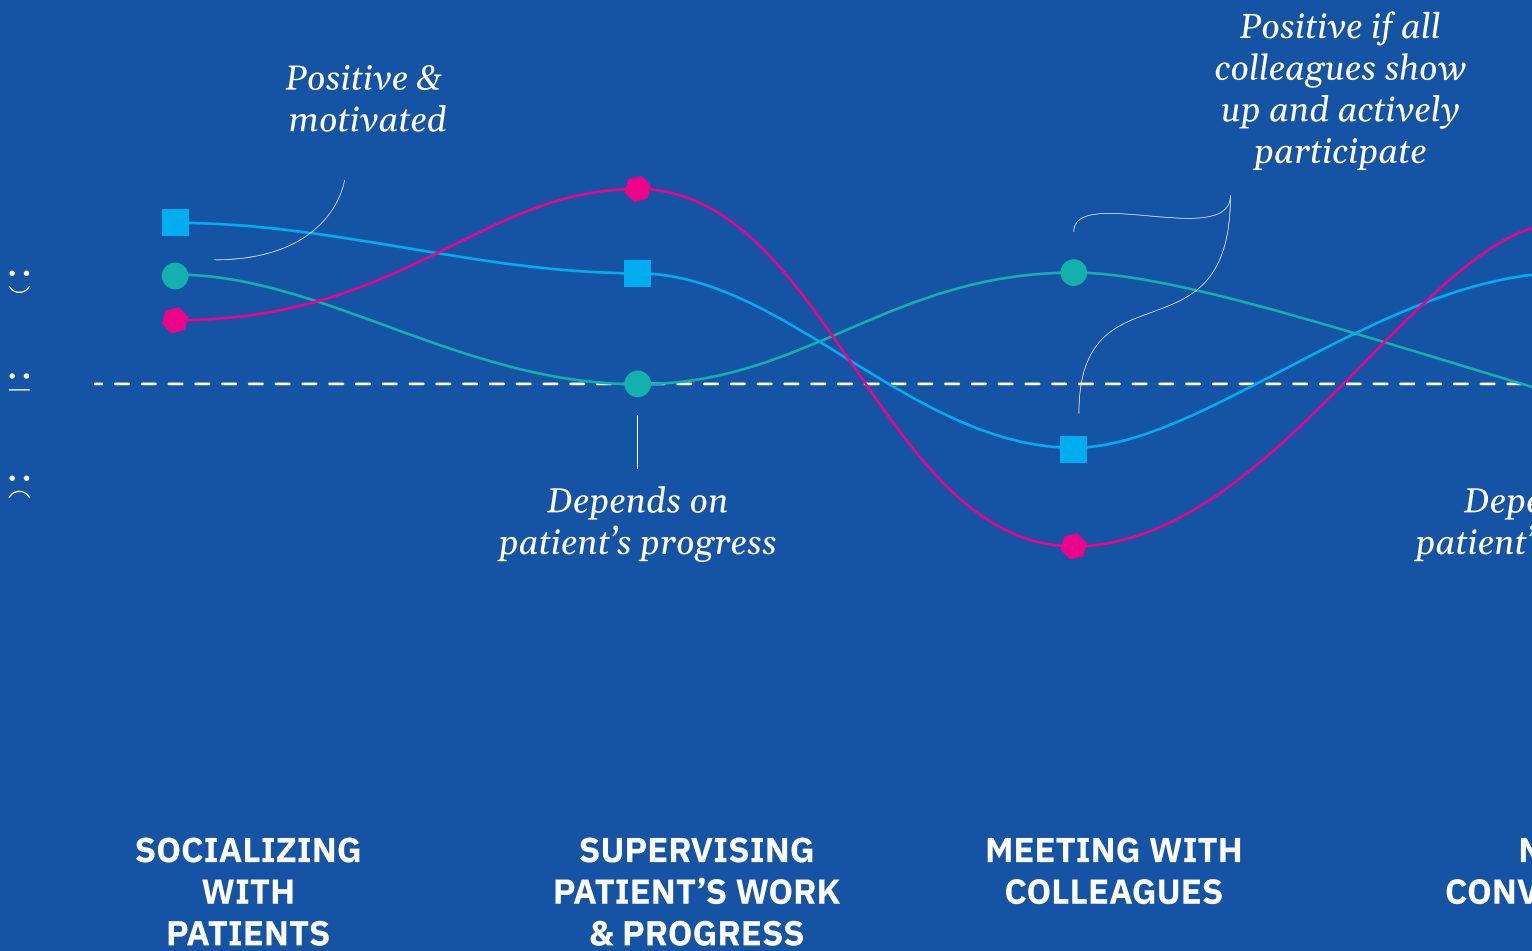 Positive &
motivated
Positive if all
colleagues show
up and actively
participate
Depends on
patient’s progress
patient’
SOCIALIZING
WITH
PATIENTS
SUPERVISING
PATIENT’S WORK
& PROGRESS
MEETING WITH
COLLEAGUES